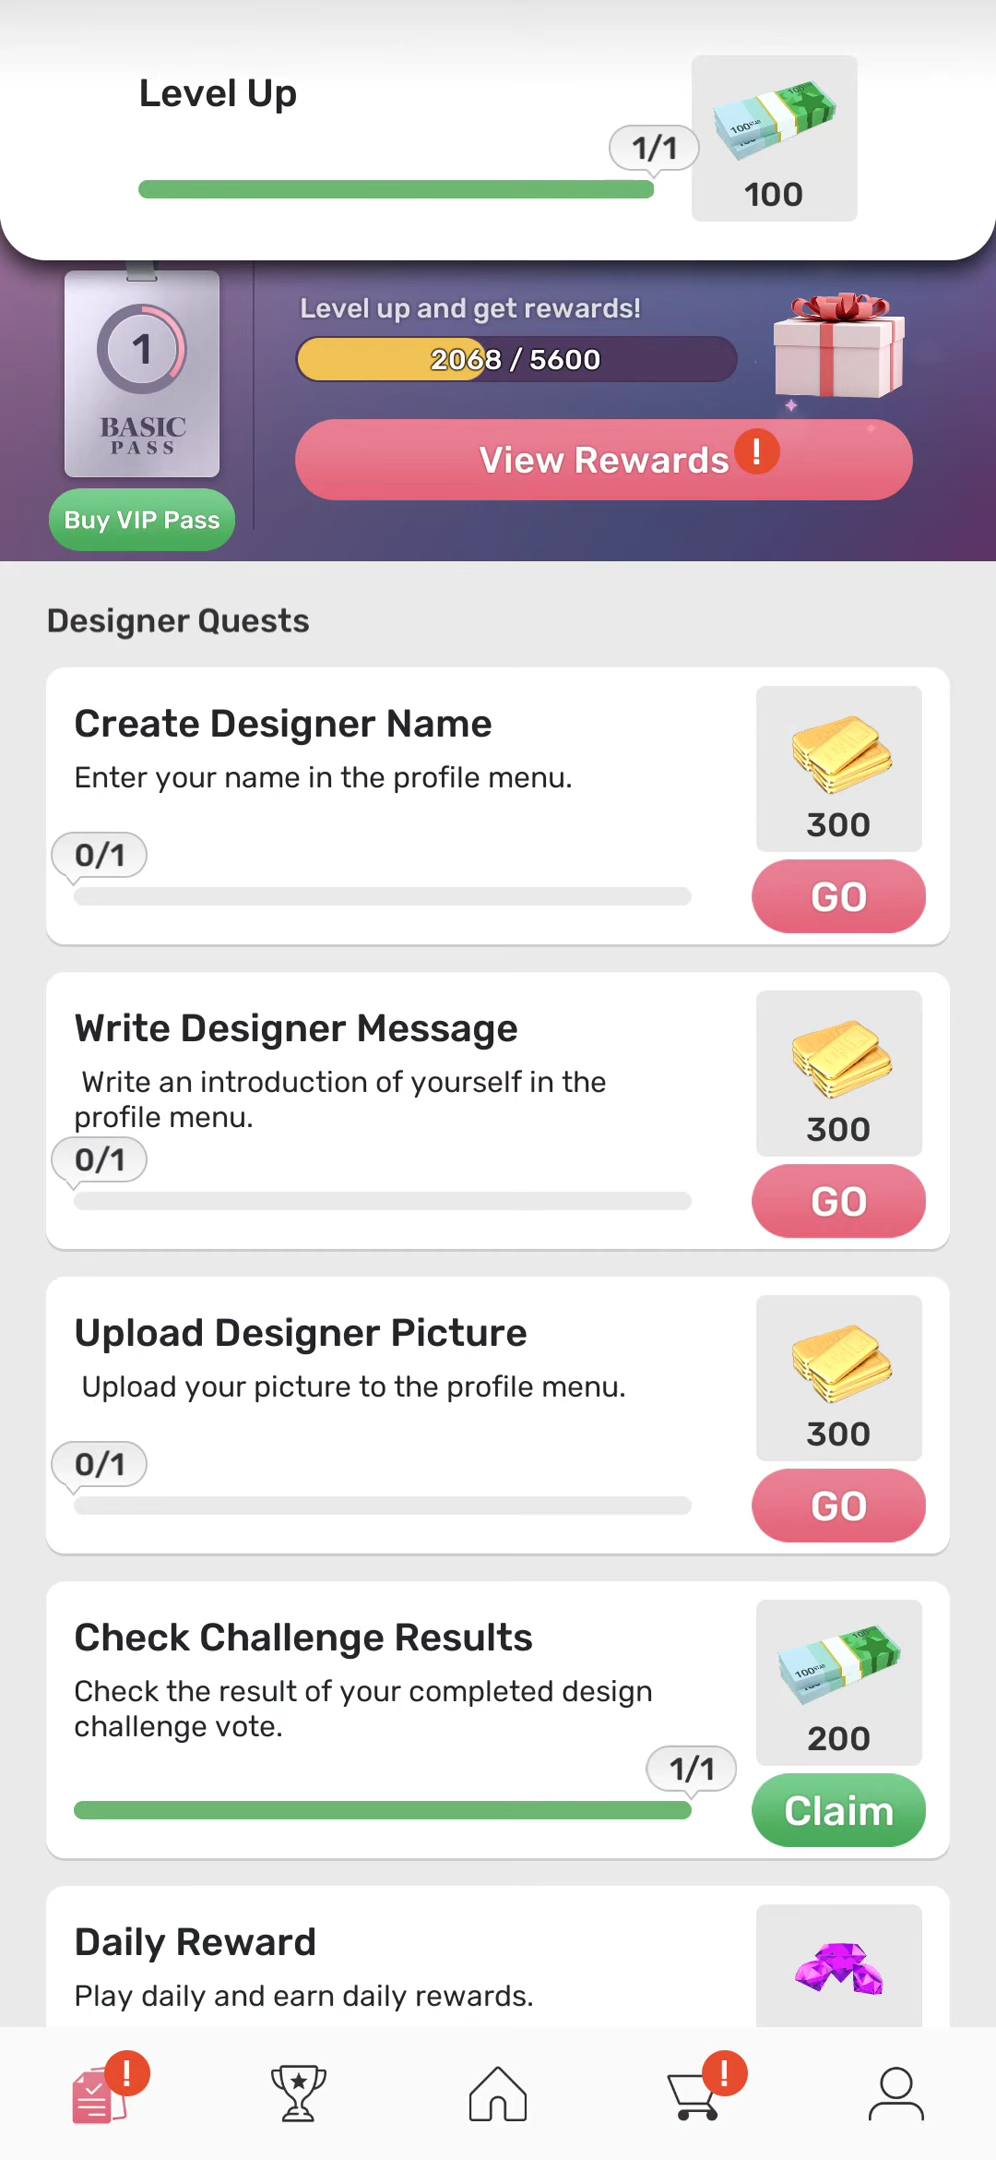 Level Up
1/1
100
1
BASIC
PASS
Buy VIP Pass
Level up and get rewards!
2068 / 5600
View Rewards !
Designer Quests
Create Designer Name
Enter your name in the profile menu.
0/1
300
GO
Write Designer Message
Write an introduction of yourself in the
profile menu.
0/1
300
GO
Upload Designer Picture
Upload your picture to the profile menu.
0/1
300
GO
Check Challenge Results
Check the result of your completed design
challenge vote.
1/1
200
Claim
Daily Reward
Play daily and earn daily rewards.
!
!